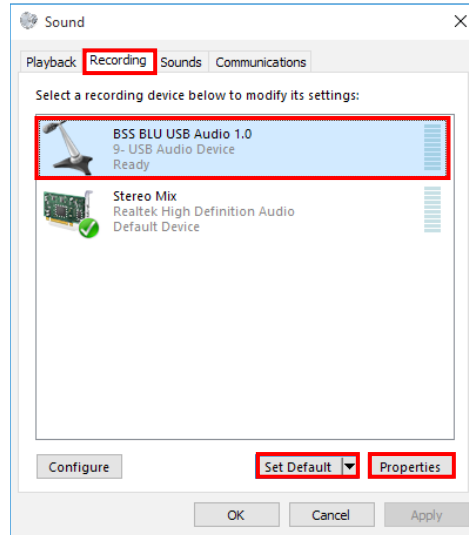 Sound
Playback Recording Sounds Communications
Select a recording device below to modify its settings:
BSS BLU USB Audio 1.0
9- USB Audio Device
Ready
Stereo Mix
Realtek High Definition Audio
Default Device
Configure Set Default Properties
OK Cancel Apply